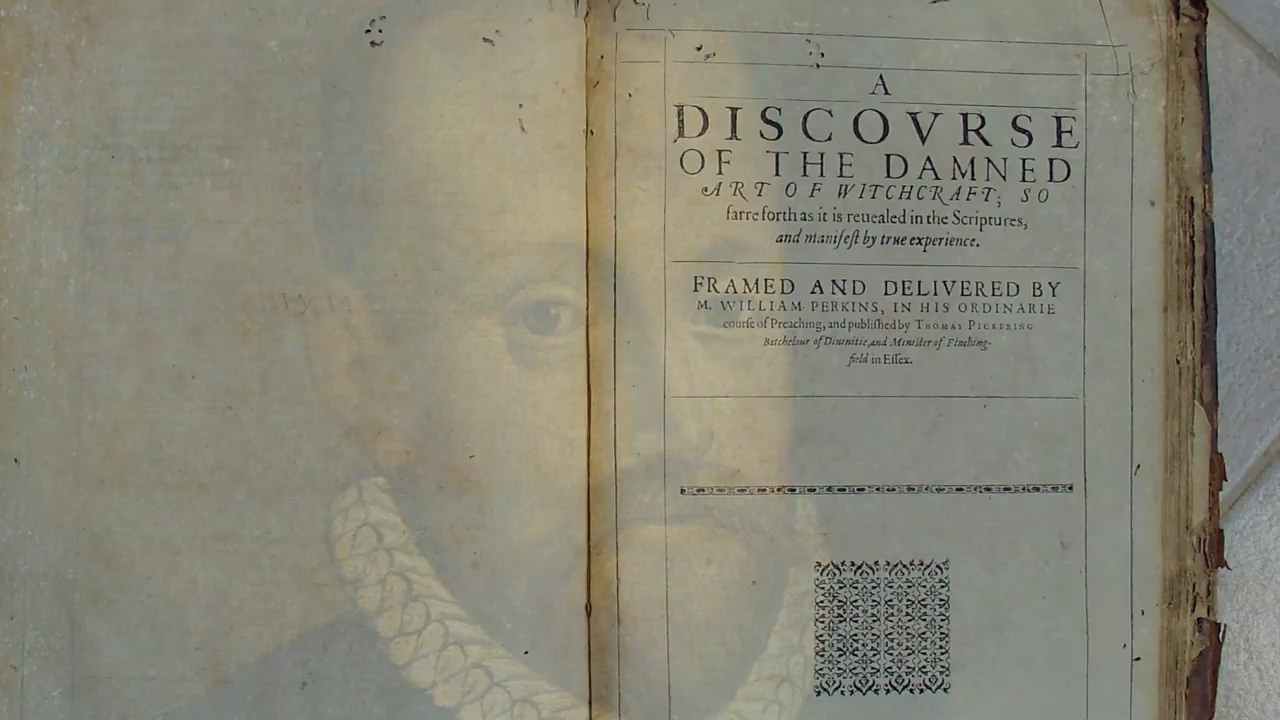 A
DISCOVRSE
OF THE DAMNED
ART OF WITCHCRAFT; SO
farre forth as it is reuealed in the Scriptures,
and manifeſt by true experience.
FRAMED AND DELIVERED BY
M. WILLIAM PERKINS, IN HIS ORDINARIE
courſe of Preaching, and publiſhed by THOMAS PICKERING
Batchelour of Diuinitie, and Miniſter of Finching-
field in Eſſex.